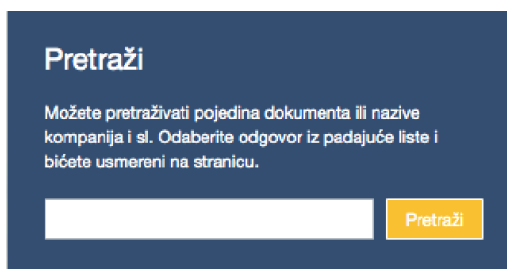 Pretraži
Možete pretraživati pojedina dokumenta ili nazive
kompanija i sl. Odaberite odgovor iz padajuće liste i
bićete usmereni na stranicu.
Pretraži